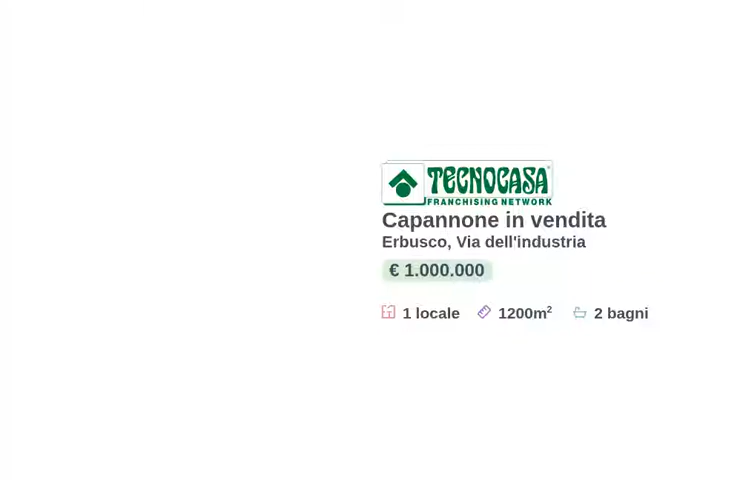 TECNOCASA
FRANCHISING NETWORK
Capannone in vendita
Erbusco, Via dell'industria
€ 1.000.000
1 locale 1200m² 2 bagni